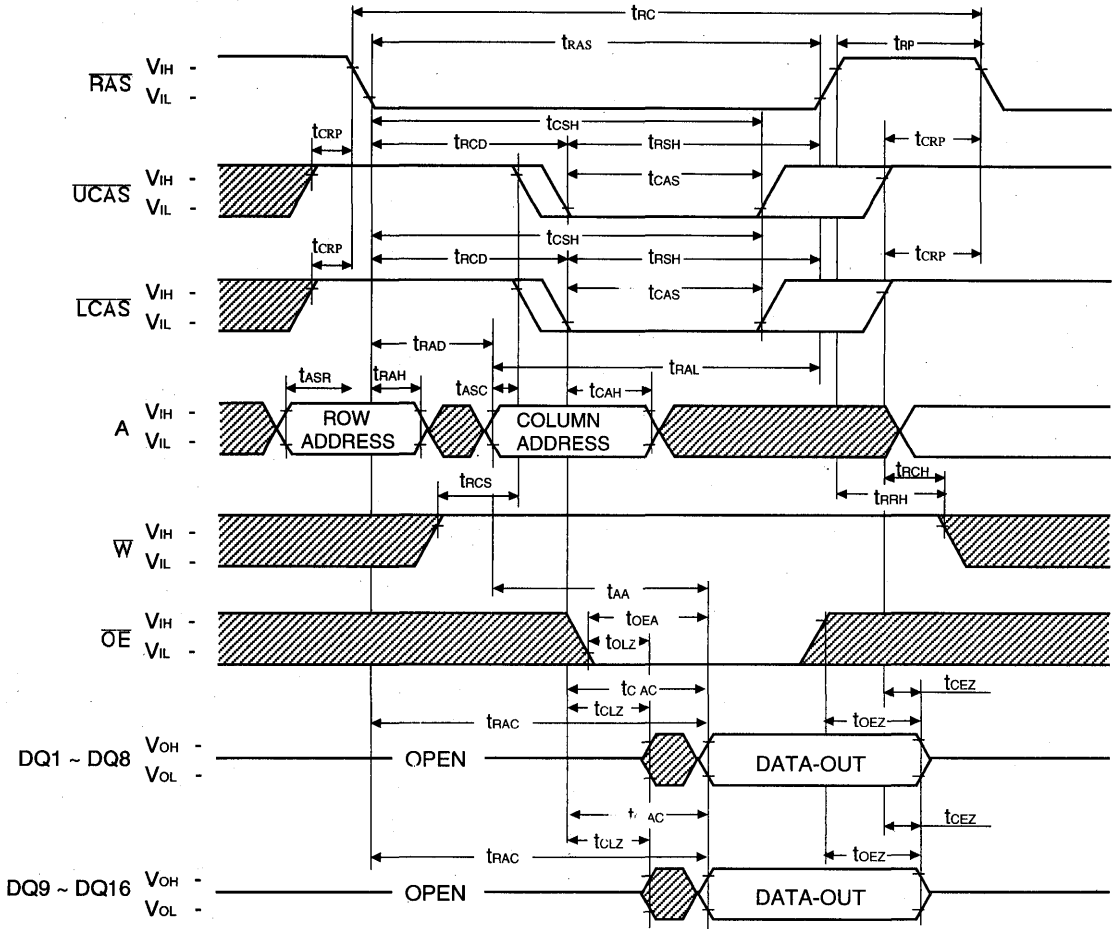 tRC
tRAS
tRP
RAS
VIH -
VIL -
tCSH
tCRP
tRCD
tRSH
tCRP
UCAS
VIH -
VIL -
tCAS
tCSH
tCRP
tRCD
tRSH
tCRP
LCAS
VIH -
VIL -
tCAS
tRAD
tRAL
tASR
tRAH
tASC
tCAH
A
VIH -
VIL -
ROW
ADDRESS
COLUMN
ADDRESS
tRCH
tRCS
tRRH
W
VIH -
VIL -
tAA
OE
VIH -
VIL -
tOEA
tOLZ
tCAC
tCEZ
tCLZ
tRAC
tOEZ
DQ1 ~ DQ8
VOH -
VOL -
OPEN
DATA-OUT
tCEZ
tCLZ
tRAC
tOEZ
DQ9 ~ DQ16
VOH -
VOL -
OPEN
DATA-OUT